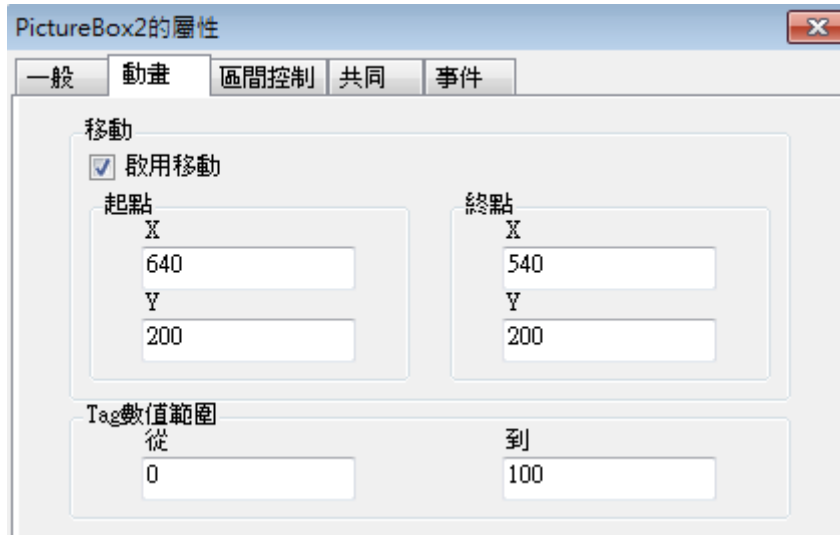 PictureBox2的屬性
一般 動畫 區間控制 共同 事件
移動
啟用移動
起點 終點
X X
640 540
Y Y
200 200
Tag數值範圍
從 到
0 100